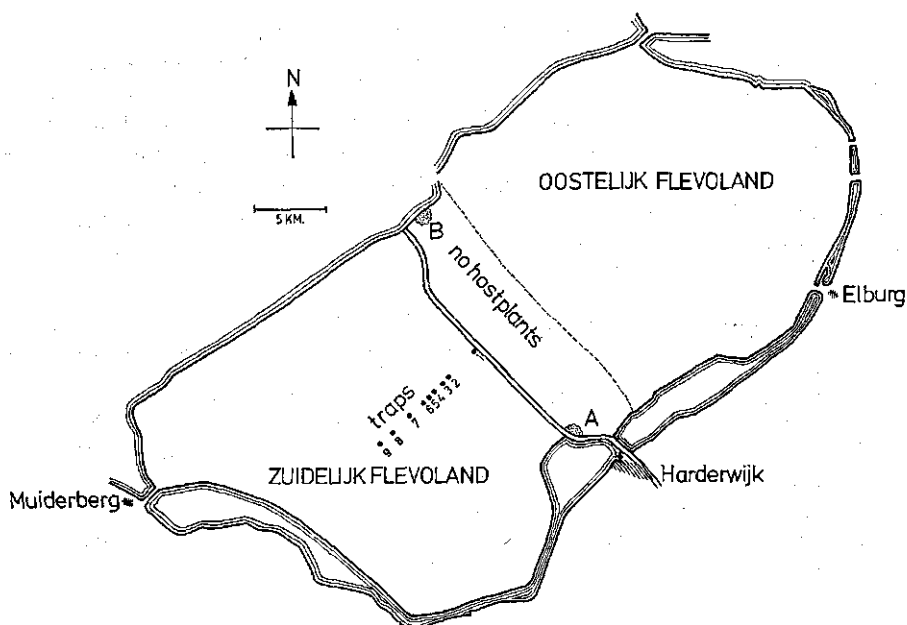 N
5 KM.
OOSTELIJK FLEVOLAND
B
no hostplants
Elburg
traps
2
3
4
5
6
7
8
9
A
ZUIDELIJK FLEVOLAND
Harderwijk
Muiderberg